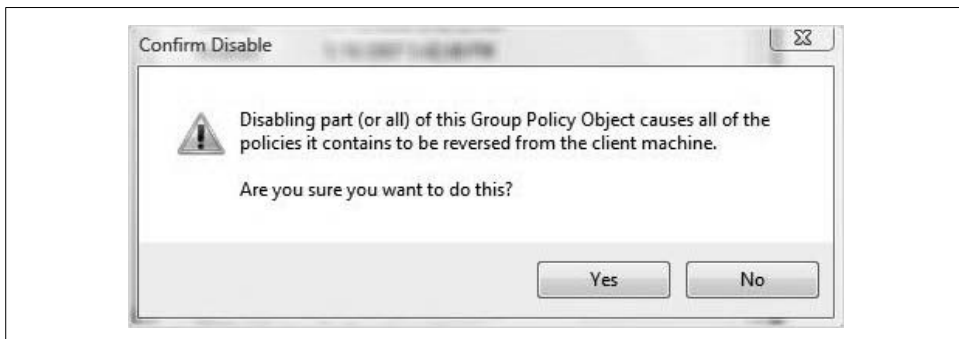 Confirm Disable
Disabling part (or all) of this Group Policy Object causes all of the
policies it contains to be reversed from the client machine.
Are you sure you want to do this?
Yes
No